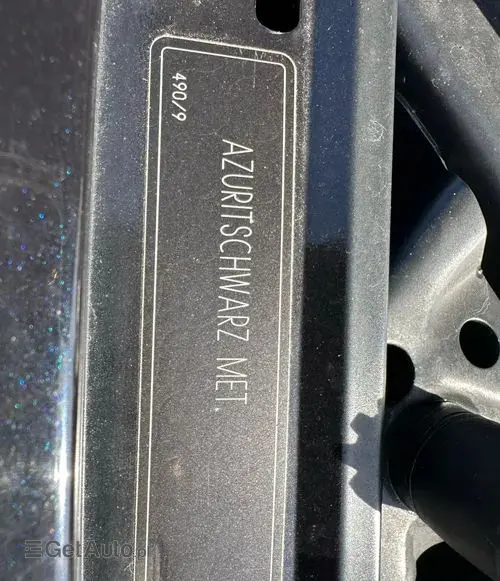 490/9
AZURITSCHWARZ MET.
GetAuto